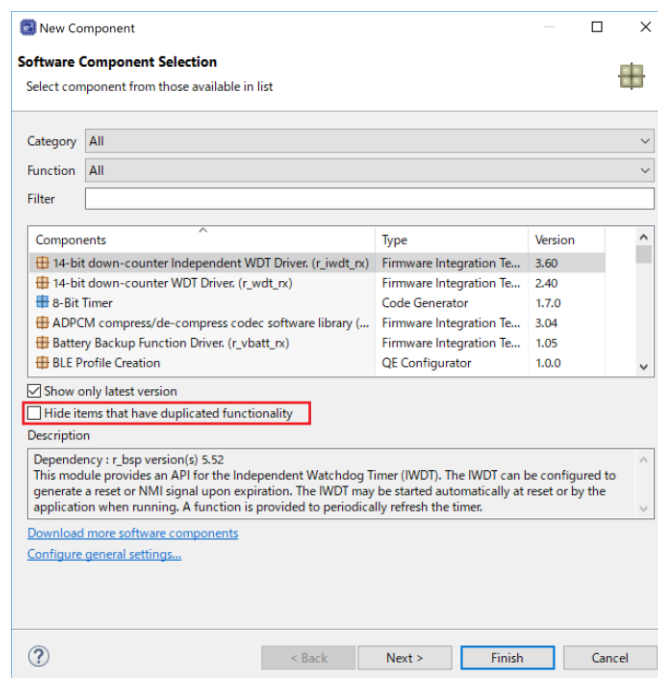 New Component
Software Component Selection
Select component from those available in list
Category All
Function All
Filter
Components Type Version
14-bit down-counter Independent WDT Driver. (r_iwdt_rx) Firmware Integration Te... 3.60
14-bit down-counter WDT Driver. (r_wdt_rx) Firmware Integration Te... 2.40
8-Bit Timer Code Generator 1.7.0
ADPCM compress/de-compress codec software library (... Firmware Integration Te... 3.04
Battery Backup Function Driver. (r_vbatt_rx) Firmware Integration Te... 1.05
BLE Profile Creation QE Configurator 1.0.0
Show only latest version
Hide items that have duplicated functionality
Description
Dependency : r_bsp version(s) 5.52
This module provides an API for the Independent Watchdog Timer (IWDT). The IWDT can be configured to
generate a reset or NMI signal upon expiration. The IWDT may be started automatically at reset or by the
application when running. A function is provided to periodically refresh the timer.
Download more software components
Configure general settings...
? < Back Next > Finish Cancel